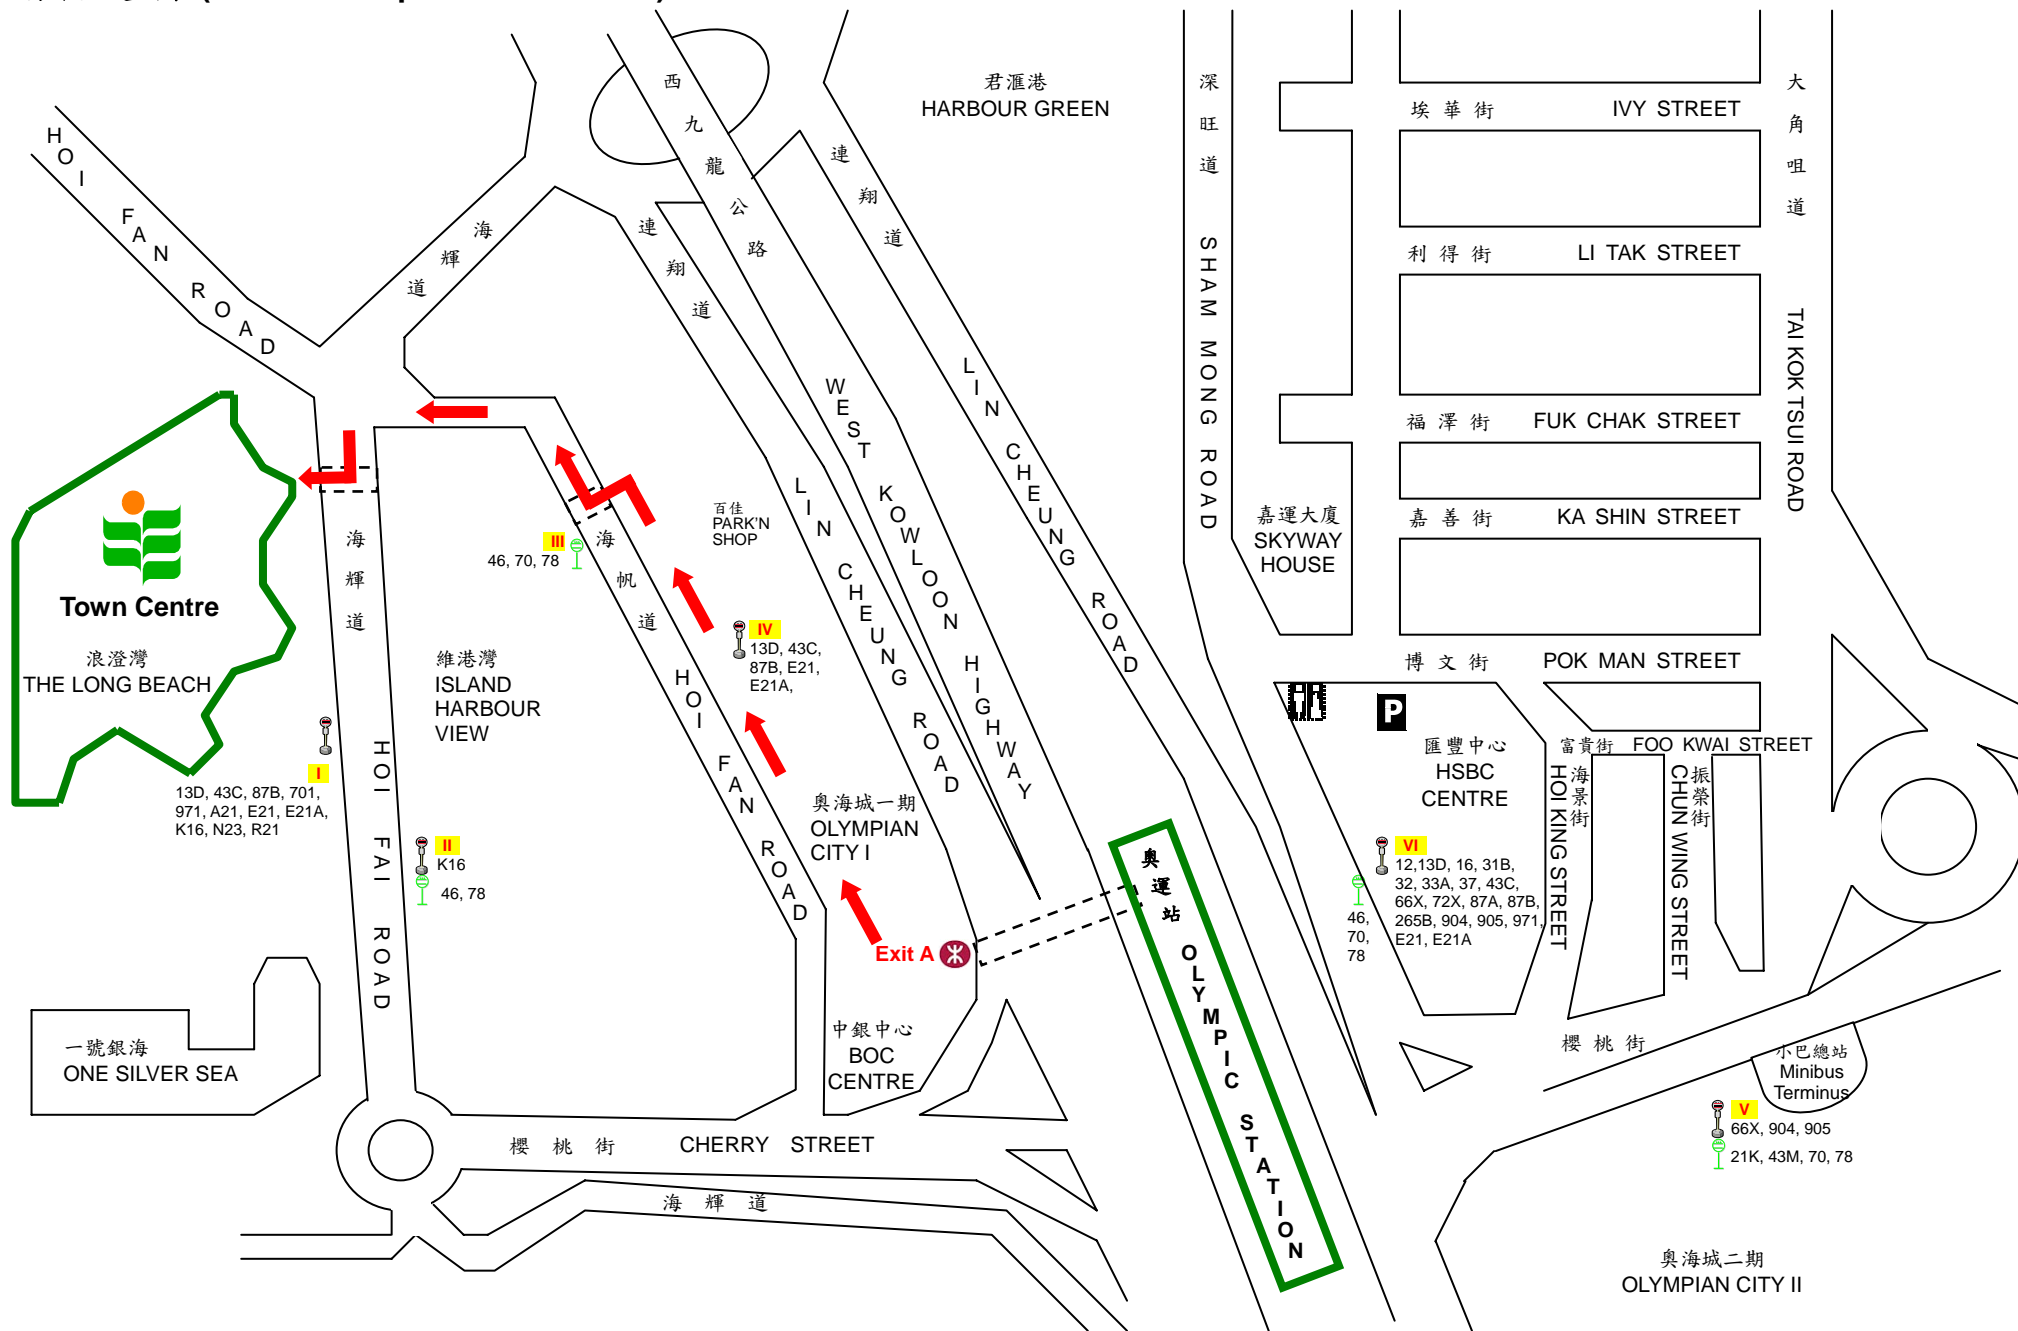 西九龍公路
君滙港
HARBOUR GREEN
深旺道
SHAM MONG ROAD
埃華街 IVY STREET
大角咀道
TAI KOK TSUI ROAD
HOI FAN ROAD
海輝道
連翔道
連翔道
利得街 LI TAK STREET
WEST KOWLOON HIGHWAY
LIN CHEUNG ROAD
LIN CHEUNG ROAD
福澤街 FUK CHAK STREET
嘉善街 KA SHIN STREET
嘉運大廈
SKYWAY
HOUSE
百佳
PARK'N
SHOP
III
46, 70, 78
海帆道
HOI FAN ROAD
Town Centre
浪澄灣
THE LONG BEACH
海輝道
HOI FAI ROAD
維港灣
ISLAND
HARBOUR
VIEW
IV
13D, 43C,
87B, E21,
E21A,
博文街 POK MAN STREET
P
匯豐中心
HSBC
CENTRE
富貴街 FOO KWAI STREET
海景街
HOI KING STREET
振榮街
CHUN WING STREET
I
13D, 43C, 87B, 701,
971, A21, E21, E21A,
K16, N23, R21
II
K16
46, 78
奧海城一期
OLYMPIAN
CITY I
Exit A
奧運站 OLYMPIC STATION
VI
12,13D, 16, 31B,
32, 33A, 37, 43C,
66X, 72X, 87A, 87B,
265B, 904, 905, 971,
E21, E21A
46,
70,
78
一號銀海
ONE SILVER SEA
中銀中心
BOC
CENTRE
櫻桃街
小巴總站
Minibus
Terminus
V
66X, 904, 905
21K, 43M, 70, 78
櫻桃街 CHERRY STREET
海輝道
奧海城二期
OLYMPIAN CITY II